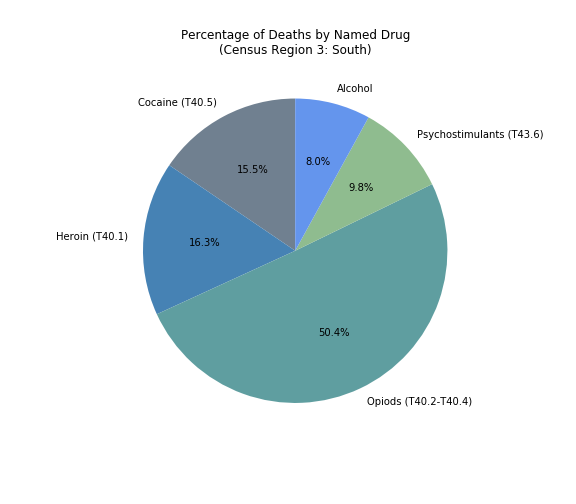 Percentage of Deaths by Named Drug
(Census Region 3: South)
Alcohol
Cocaine (T40.5)
Psychostimulants (T43.6)
8.0%
15.5%
9.8%
Heroin (T40.1)
16.3%
50.4%
Opiods (T40.2-T40.4)